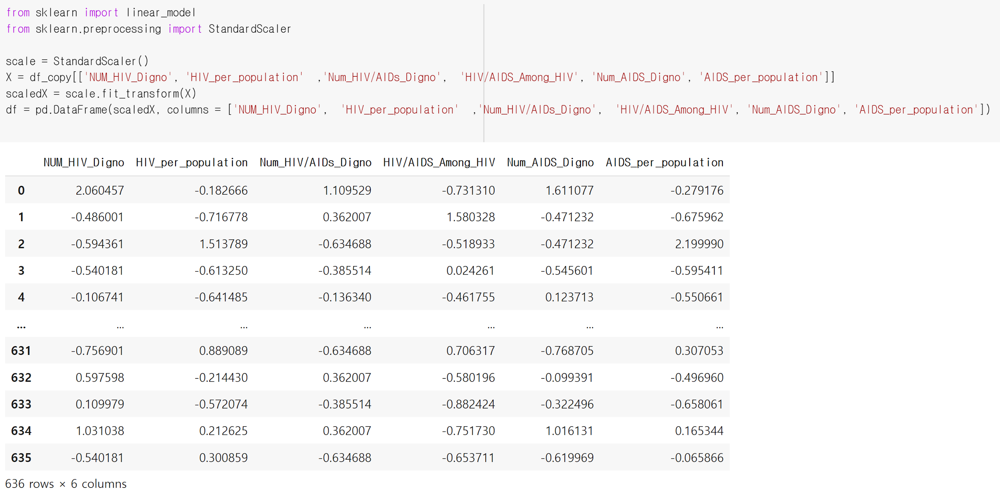 from sklearn import linear_model
from sklearn.preprocessing import StandardScaler
scale = StandardScaler()
X = df_copy[['NUM_HIV_Digno', 'HIV_per_population' ,'Num_HIV/AIDs_Digno', 'HIV/AIDS_Among_HIV', 'Num_AIDS_Digno', 'AIDS_per_population']]
scaledX = scale.fit_transform(X)
df = pd.DataFrame(scaledX, columns = ['NUM_HIV_Digno', 'HIV_per_population' ,'Num_HIV/AIDs_Digno', 'HIV/AIDS_Among_HIV', 'Num_AIDS_Digno', 'AIDS_per_population'])
NUM_HIV_Digno HIV_per_population Num_HIV/AIDs_Digno HIV/AIDS_Among_HIV Num_AIDS_Digno AIDS_per_population
0 2.060457 -0.182666 1.109529 -0.731310 1.611077 -0.279176
1 -0.486001 -0.716778 0.362007 1.580328 -0.471232 -0.675962
2 -0.594361 1.513789 -0.634688 -0.518933 -0.471232 2.199990
3 -0.540181 -0.613250 -0.385514 0.024261 -0.545601 -0.595411
4 -0.106741 -0.641485 -0.136340 -0.461755 0.123713 -0.550661
... ... ... ... ... ... ...
631 -0.756901 0.889089 -0.634688 0.706317 -0.768705 0.307053
632 0.597598 -0.214430 0.362007 -0.580196 -0.099391 -0.496960
633 0.109979 -0.572074 -0.385514 -0.882424 -0.322496 -0.658061
634 1.031038 0.212625 0.362007 -0.751730 1.016131 0.165344
635 -0.540181 0.300859 -0.634688 -0.653711 -0.619969 -0.065866
636 rows × 6 columns